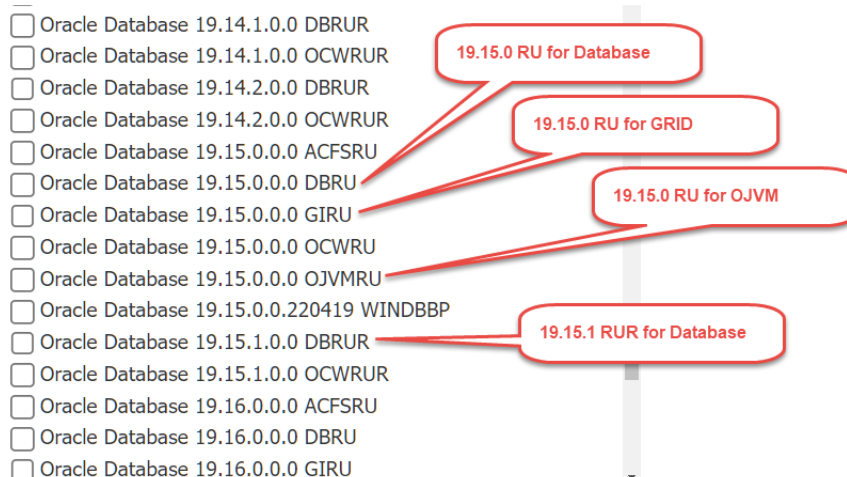 Oracle Database 19.14.1.0.0 DBRUR
Oracle Database 19.14.1.0.0 OCWRUR
Oracle Database 19.14.2.0.0 DBRUR
Oracle Database 19.14.2.0.0 OCWRUR
Oracle Database 19.15.0.0.0 ACFSRU
Oracle Database 19.15.0.0.0 DBRU
Oracle Database 19.15.0.0.0 GIRU
Oracle Database 19.15.0.0.0 OCWRU
Oracle Database 19.15.0.0.0 OJVMRU
Oracle Database 19.15.0.0.220419 WINDBBP
Oracle Database 19.15.1.0.0 DBRUR
Oracle Database 19.15.1.0.0 OCWRUR
Oracle Database 19.16.0.0.0 ACFSRU
Oracle Database 19.16.0.0.0 DBRU
Oracle Database 19.16.0.0.0 GIRU
19.15.0 RU for Database
19.15.0 RU for GRID
19.15.0 RU for OJVM
19.15.1 RUR for Database